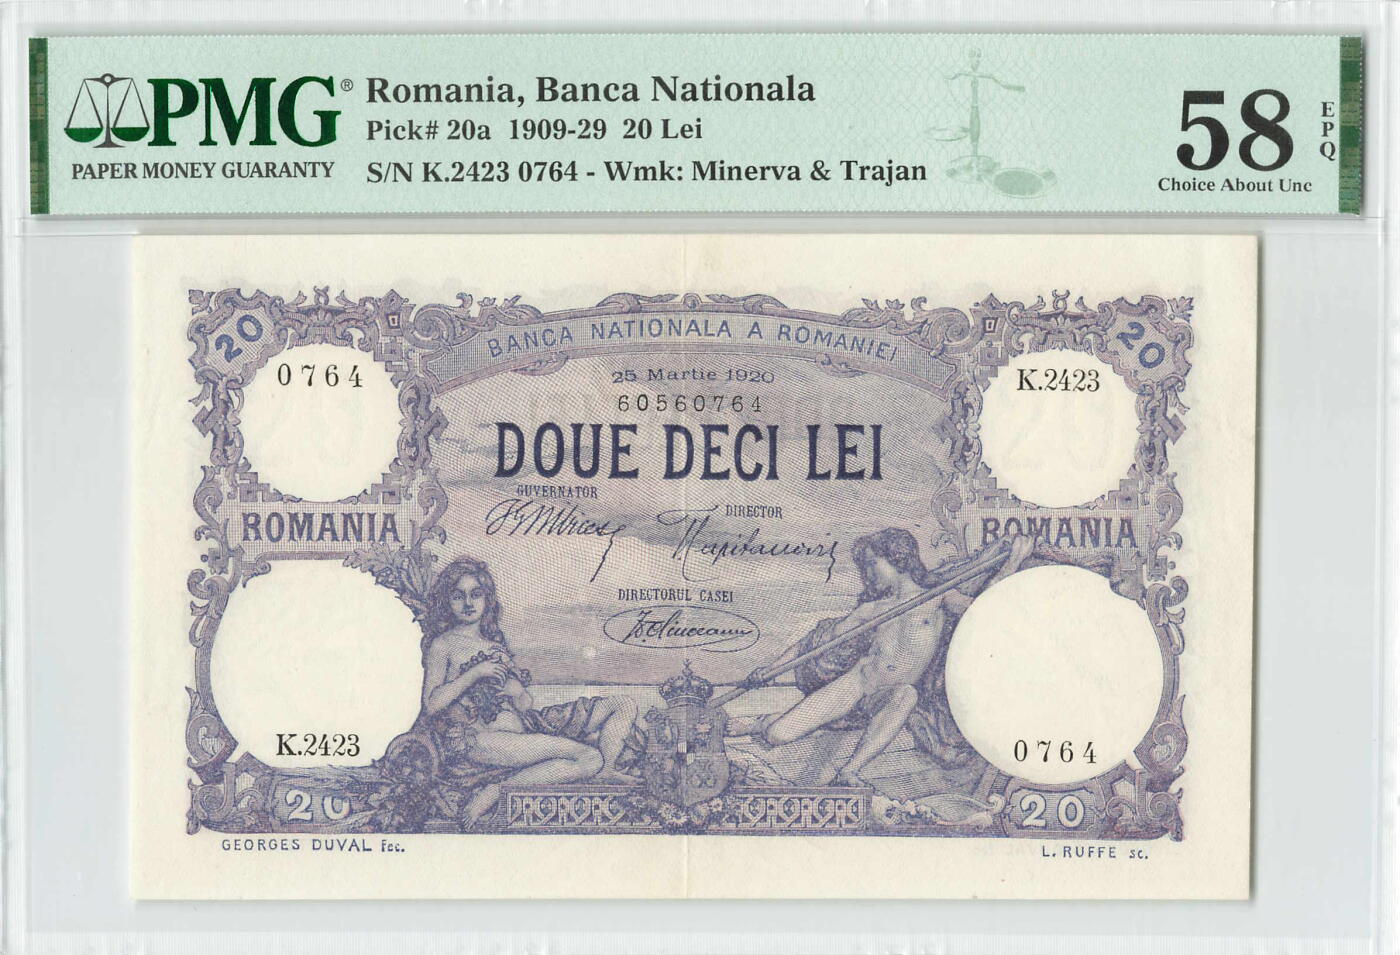 PMG®
PAPER MONEY GUARANTY
Romania, Banca Nationala
Pick# 20a 1909-29 20 Lei
S/N K.2423 0764 - Wmk: Minerva & Trajan
58
EPQ
Choice About Unc
20
BANCA NATIONALA A ROMANIEI
20
0764
25 Martie 1920
K.2423
60560764
DOUE DECI LEI
GUVERNATOR
DIRECTOR
ROMANIA
ROMANIA
DIRECTORUL CASEI
K.2423
0764
20
20
GEORGES DUVAL fec.
L. RUFFE sc.